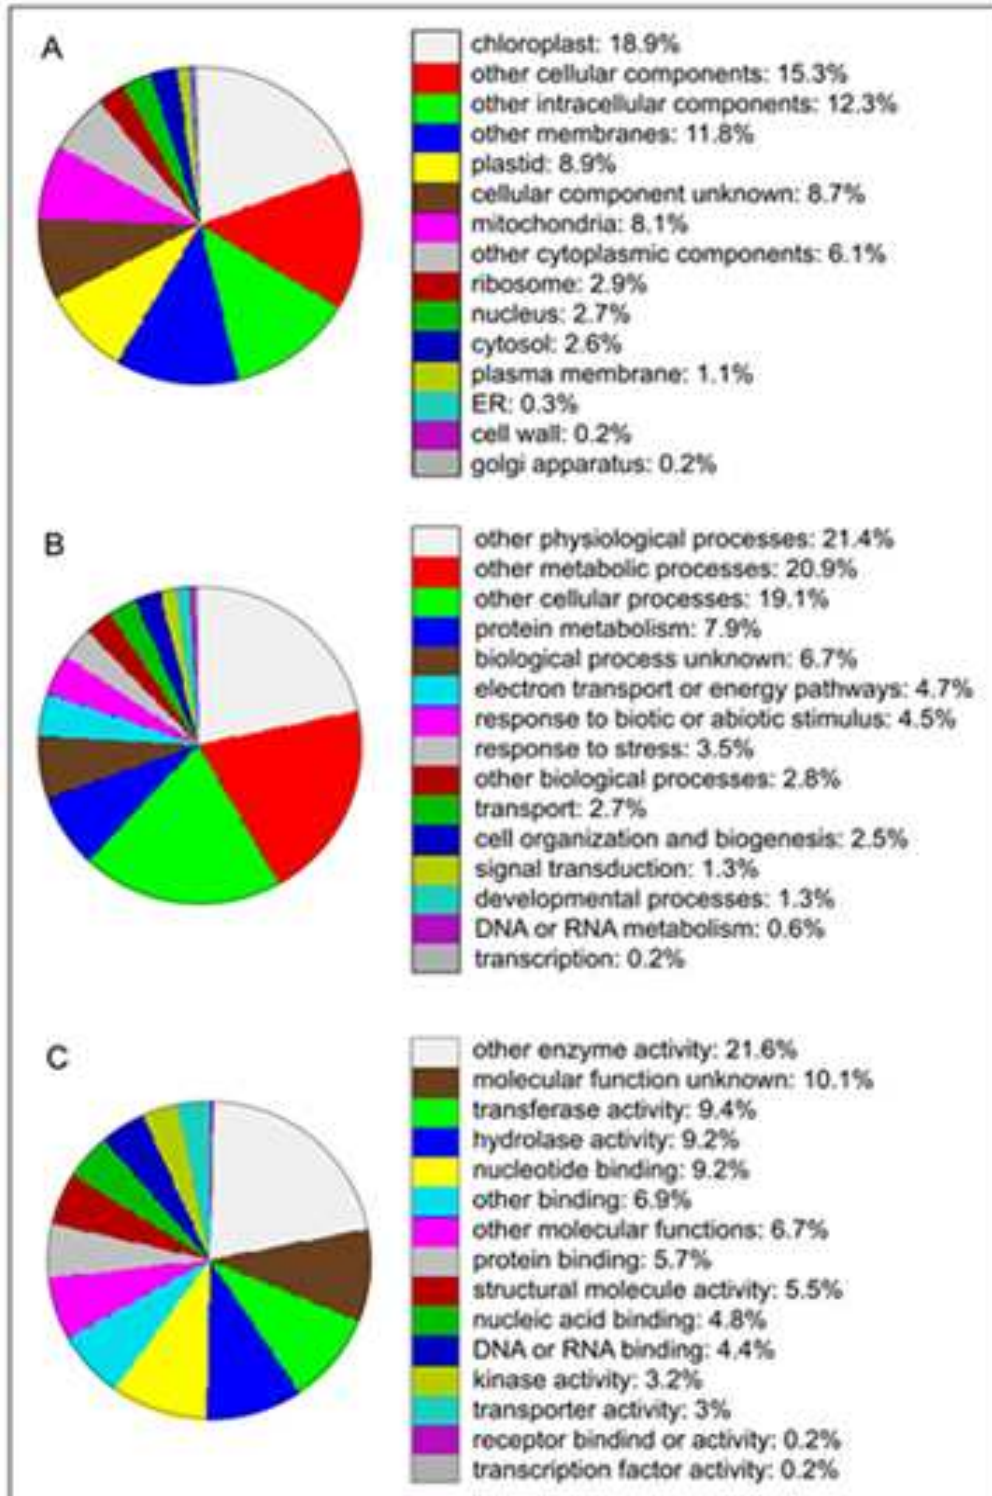 A
chloroplast: 18.9%
other cellular components: 15.3%
other intracellular components: 12.3%
other membranes: 11.8%
plastid: 8.9%
cellular component unknown: 8.7%
mitochondria: 8.1%
other cytoplasmic components: 6.1%
ribosome: 2.9%
nucleus: 2.7%
cytosol: 2.6%
plasma membrane: 1.1%
ER: 0.3%
cell wall: 0.2%
golgi apparatus: 0.2%
B
other physiological processes: 21.4%
other metabolic processes: 20.9%
other cellular processes: 19.1%
protein metabolism: 7.9%
biological process unknown: 6.7%
electron transport or energy pathways: 4.7%
response to biotic or abiotic stimulus: 4.5%
response to stress: 3.5%
other biological processes: 2.8%
transport: 2.7%
cell organization and biogenesis: 2.5%
signal transduction: 1.3%
developmental processes: 1.3%
DNA or RNA metabolism: 0.6%
transcription: 0.2%
C
other enzyme activity: 21.6%
molecular function unknown: 10.1%
transferase activity: 9.4%
hydrolase activity: 9.2%
nucleotide binding: 9.2%
other binding: 6.9%
other molecular functions: 6.7%
protein binding: 5.7%
structural molecule activity: 5.5%
nucleic acid binding: 4.8%
DNA or RNA binding: 4.4%
kinase activity: 3.2%
transporter activity: 3%
receptor bindind or activity: 0.2%
transcription factor activity: 0.2%